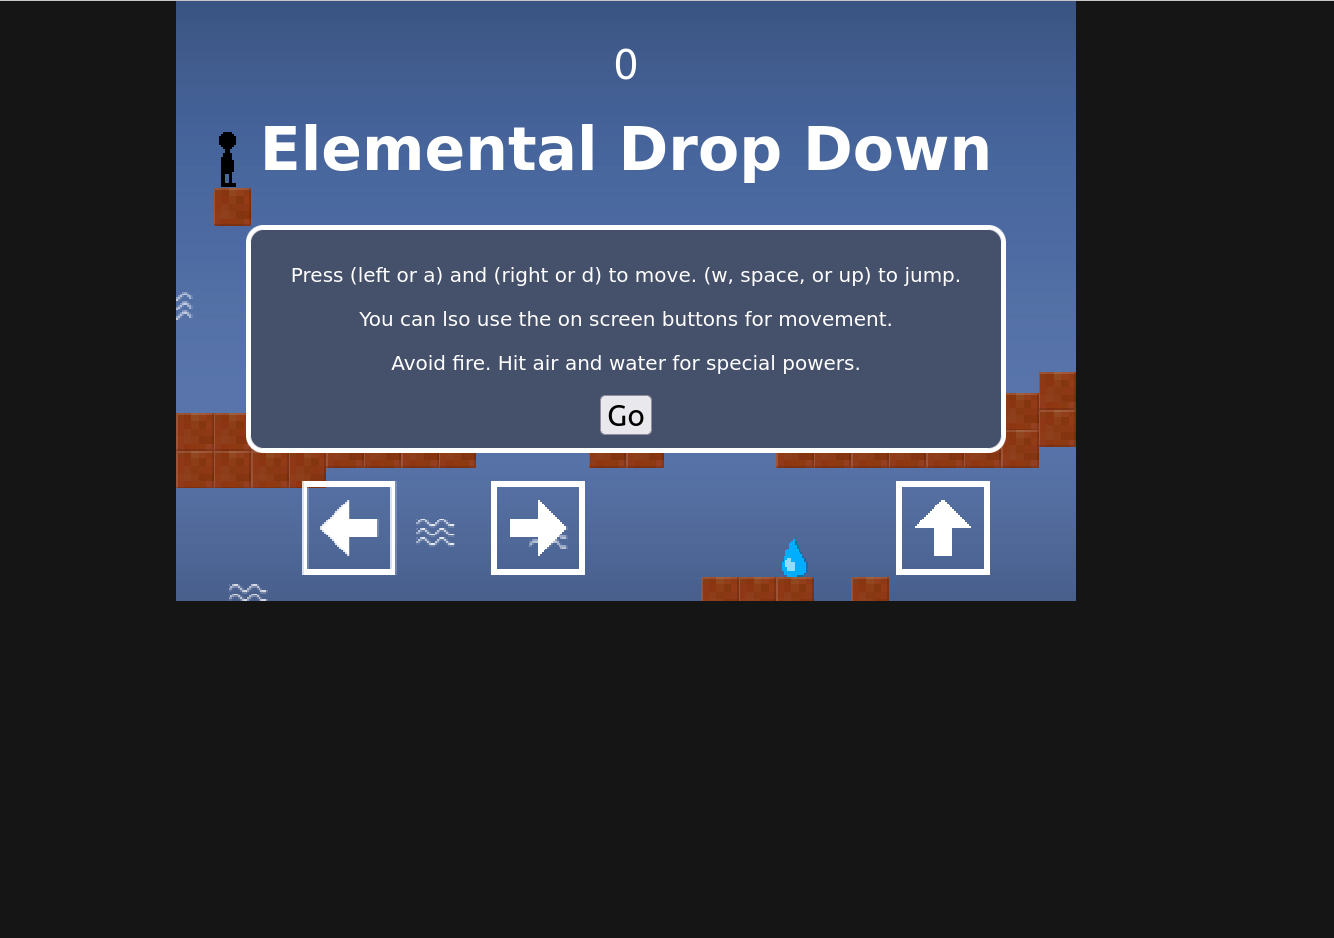 0
Elemental Drop Down
Press (left or a) and (right or d) to move. (w, space, or up) to jump.
You can lso use the on screen buttons for movement.
Avoid fire. Hit air and water for special powers.
Go